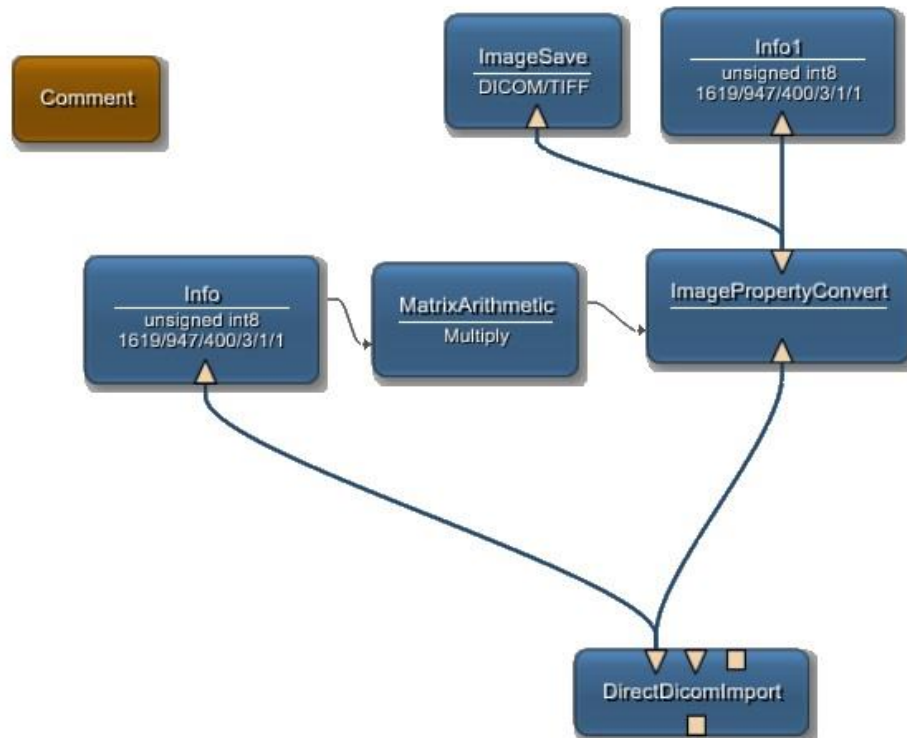 ImageSave
DICOM/TIFF
Info1
unsigned int8
1619/947/400/3/1/1
Comment
Info
unsigned int8
1619/947/400/3/1/1
MatrixArithmetic
Multiply
ImagePropertyConvert
DirectDicomImport